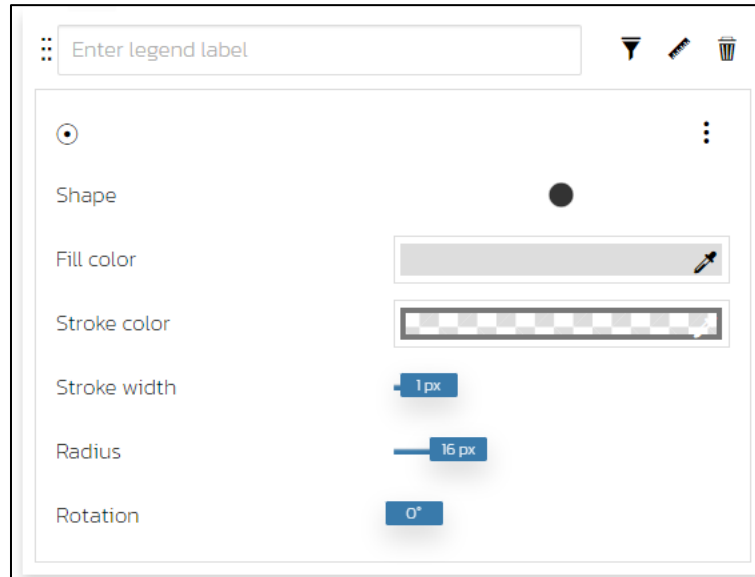 Enter legend label
Shape
Fill color
Stroke color
Stroke width
1 px
Radius
16 px
Rotation
0°